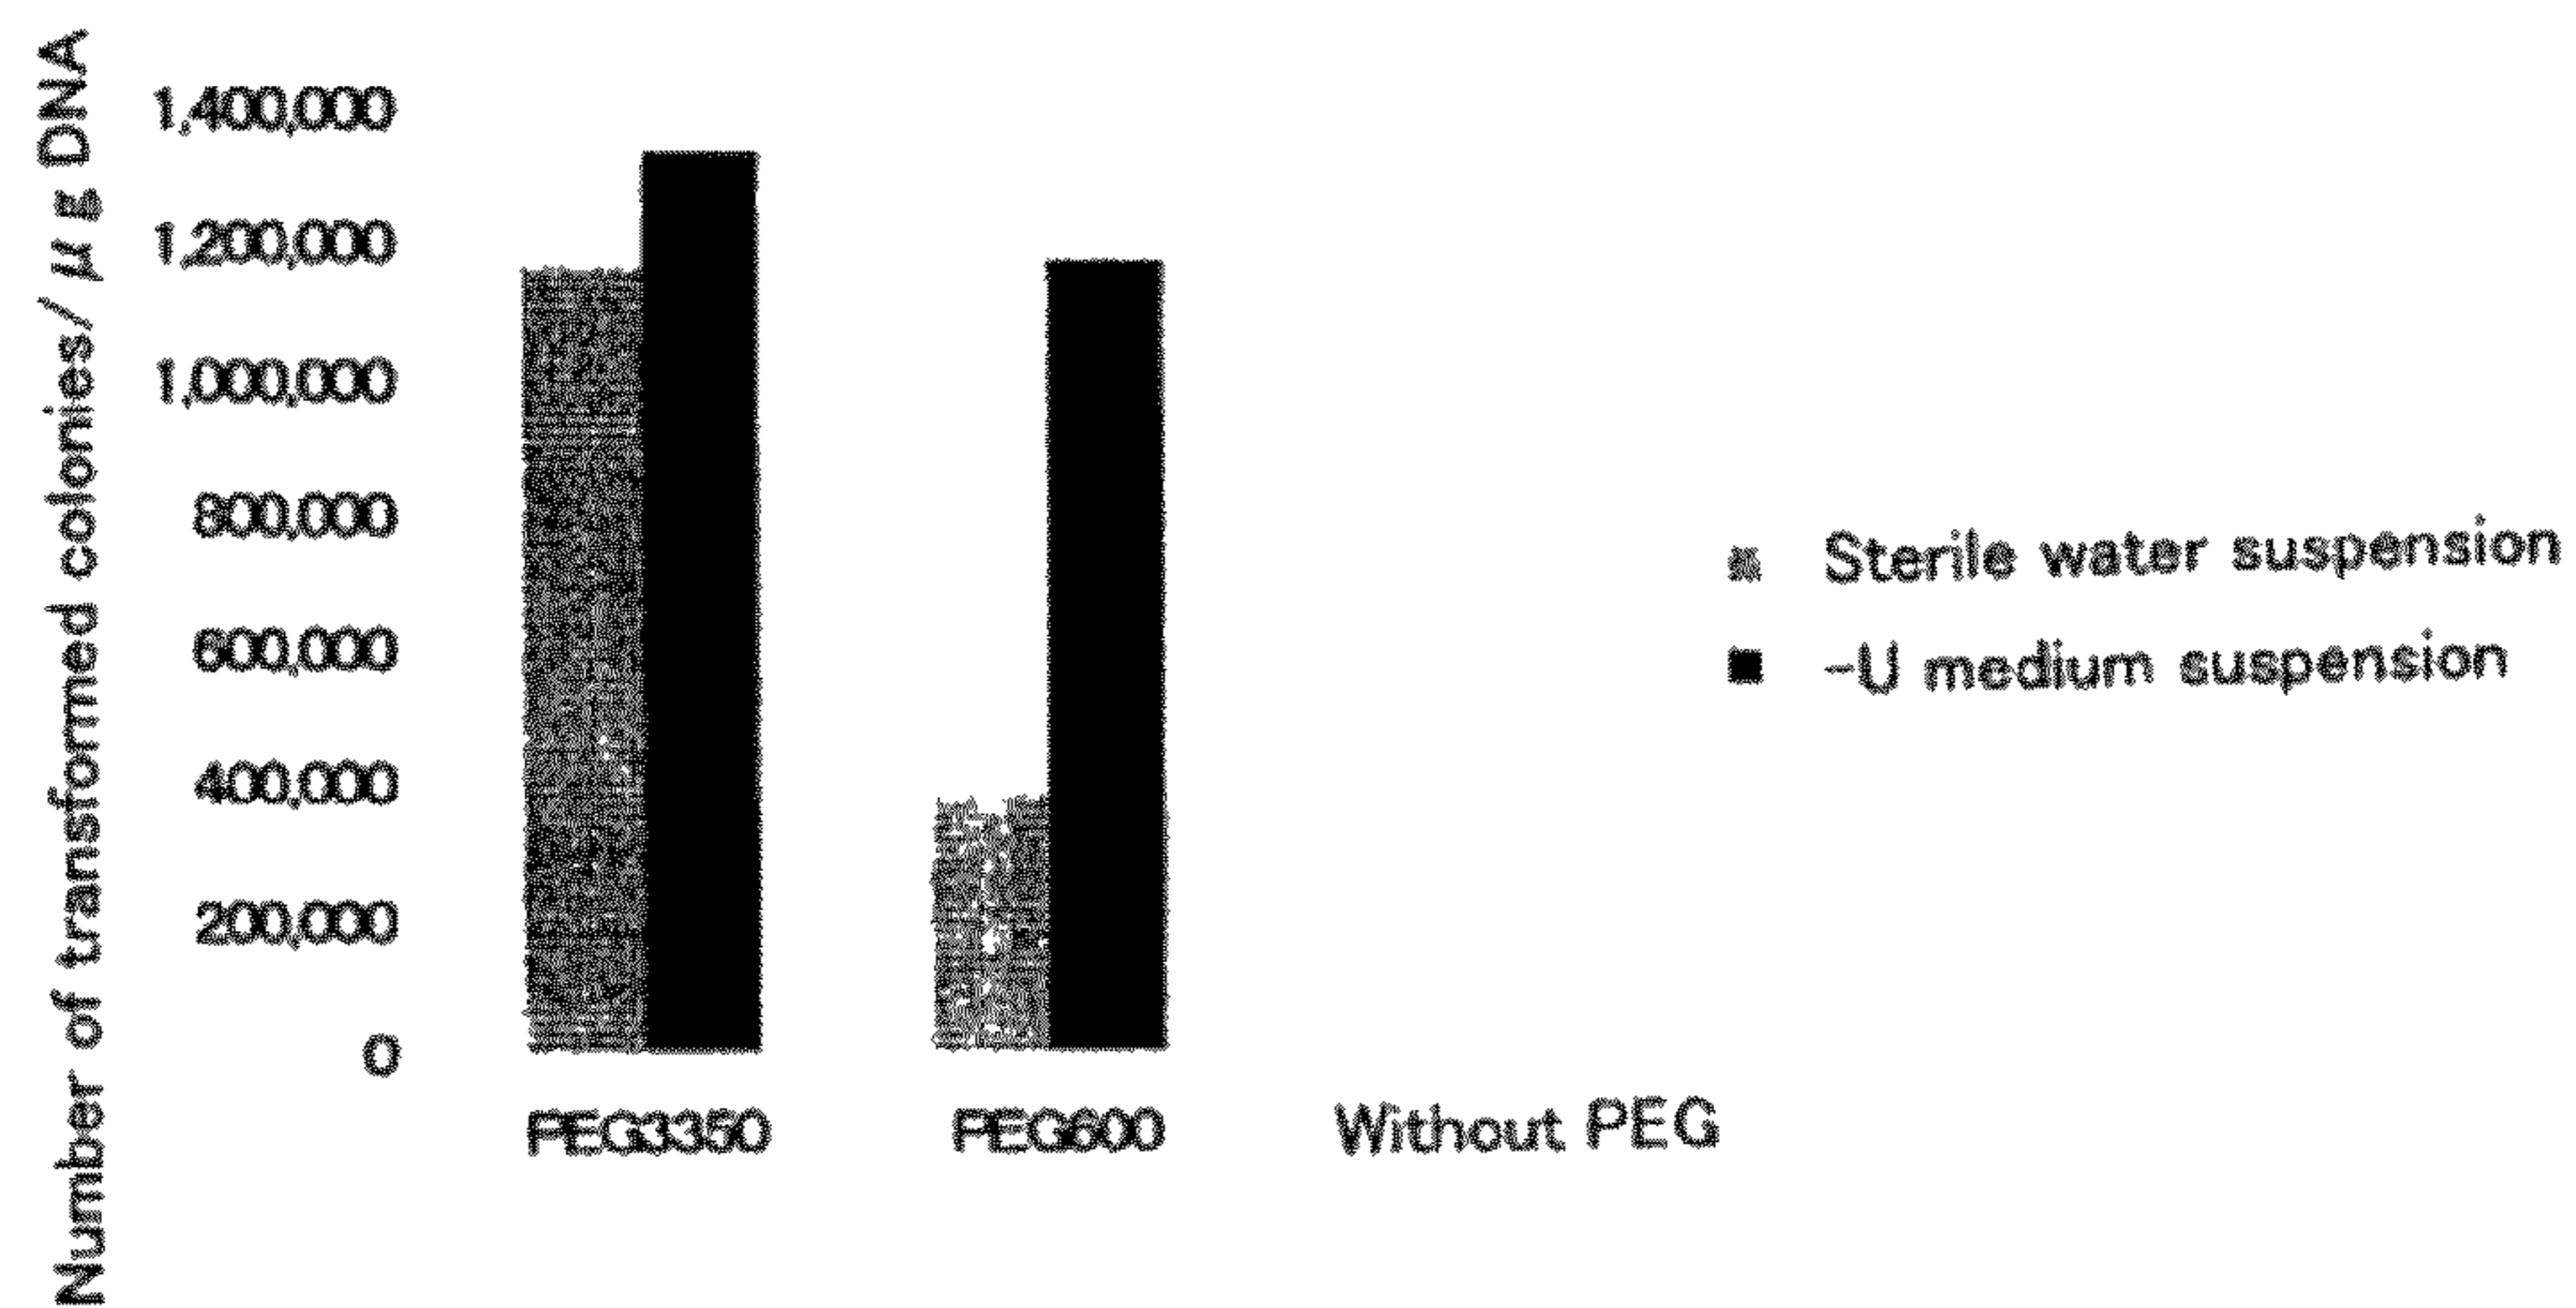 Number of transformed colonies/ μg DNA
1,400,000
1,200,000
1,000,000
800,000
600,000
400,000
200,000
0
PEG3350
PEG600
Without PEG
Sterile water suspension
-U medium suspension